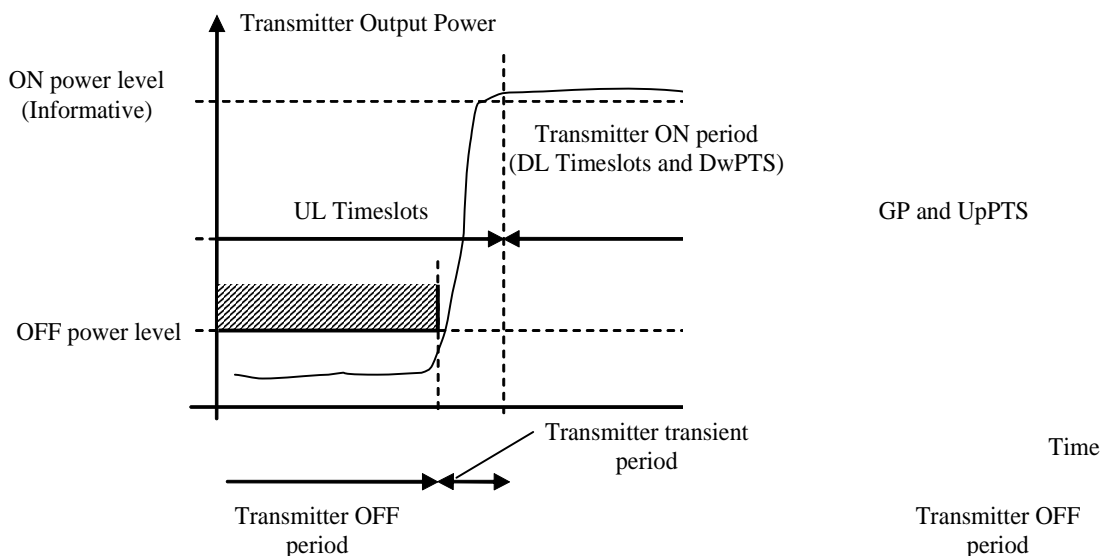 Transmitter Output Power
ON power level
(Informative)
Transmitter ON period
(DL Timeslots and DwPTS)
UL Timeslots
GP and UpPTS
OFF power level
Transmitter transient
period
Time
Transmitter OFF
period
Transmitter OFF
period